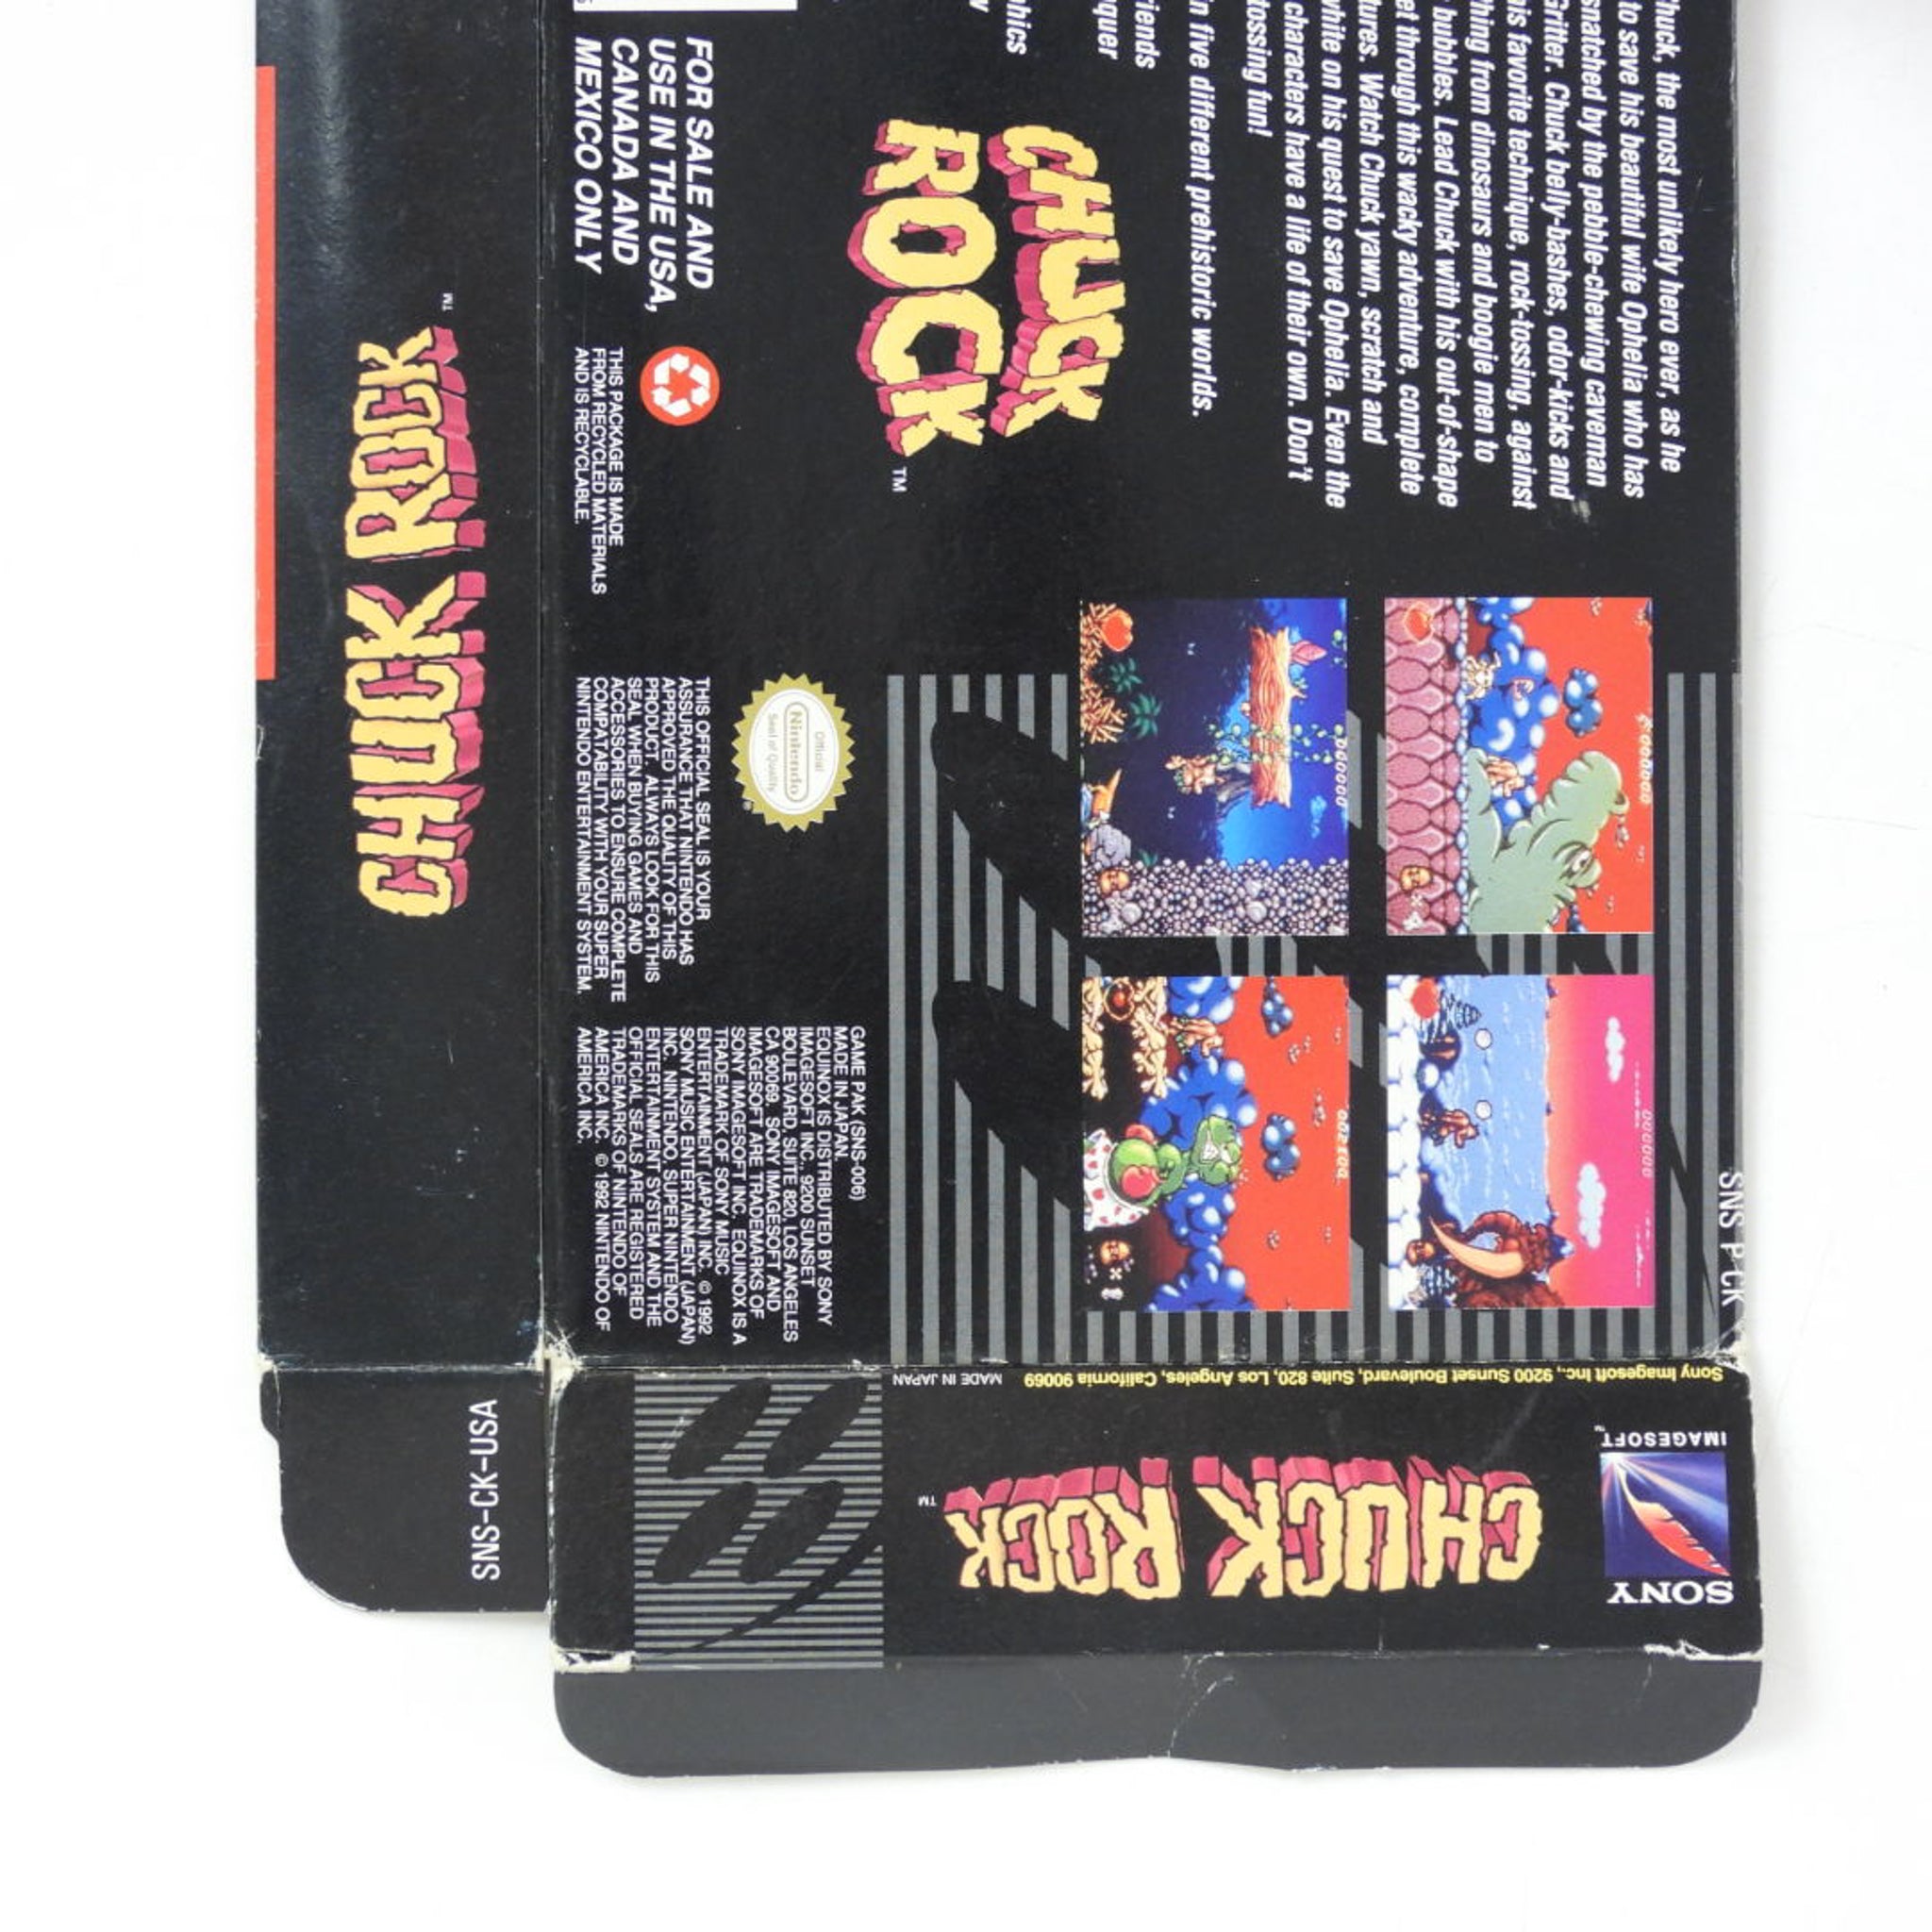 huck, the most unlikely hero ever, as he
to save his beautiful wife Ophelia who has
snatched by the pebble-chewing caveman
Gritter. Chuck belly-bashes, odor-kicks and
his favorite technique, rock-tossing, against
thing from dinosaurs and boogie men to
bubbles. Lead Chuck with his out-of-shape
et through this wacky adventure, complete
tures. Watch Chuck yawn, scratch and
white on his quest to save Ophelia. Even the
characters have a life of their own. Don't
tossing fun!
n five different prehistoric worlds.
riends
quer
hics
CHUCK
ROCK
TM
FOR SALE AND
USE IN THE USA,
CANADA AND
MEXICO ONLY
THIS PACKAGE IS MADE
FROM RECYCLED MATERIALS
AND IS RECYCLABLE.
Official
Nintendo
Seal of Quality
®
THIS OFFICIAL SEAL IS YOUR
ASSURANCE THAT NINTENDO HAS
APPROVED THE QUALITY OF THIS
PRODUCT. ALWAYS LOOK FOR THIS
SEAL WHEN BUYING GAMES AND
ACCESSORIES TO ENSURE COMPLETE
COMPATABILITY WITH YOUR SUPER
NINTENDO ENTERTAINMENT SYSTEM.
GAME PAK (SNS-006)
MADE IN JAPAN.
EQUINOX IS DISTRIBUTED BY SONY
IMAGESOFT INC. 9200 SUNSET
BOULEVARD, SUITE 820, LOS ANGELES
CA 90069. SONY IMAGESOFT AND
IMAGESOFT ARE TRADEMARKS OF
SONY IMAGESOFT INC. EQUINOX IS A
TRADEMARK OF SONY MUSIC
ENTERTAINMENT (JAPAN) INC. © 1992
SONY MUSIC ENTERTAINMENT (JAPAN)
INC. NINTENDO, SUPER NINTENDO
ENTERTAINMENT SYSTEM AND THE
OFFICIAL SEALS ARE REGISTERED
TRADEMARKS OF NINTENDO OF
AMERICA INC. © 1992 NINTENDO OF
AMERICA INC.
000000
000000
002100
000000
SNS P CK
CHUCK ROCK
TM
SNS-CK-USA
Sony Imagesoft Inc., 9200 Sunset Boulevard, Suite 820, Los Angeles, California 90069
MADE IN JAPAN
SONY
IMAGESOFT™
CHUCK ROCK
TM